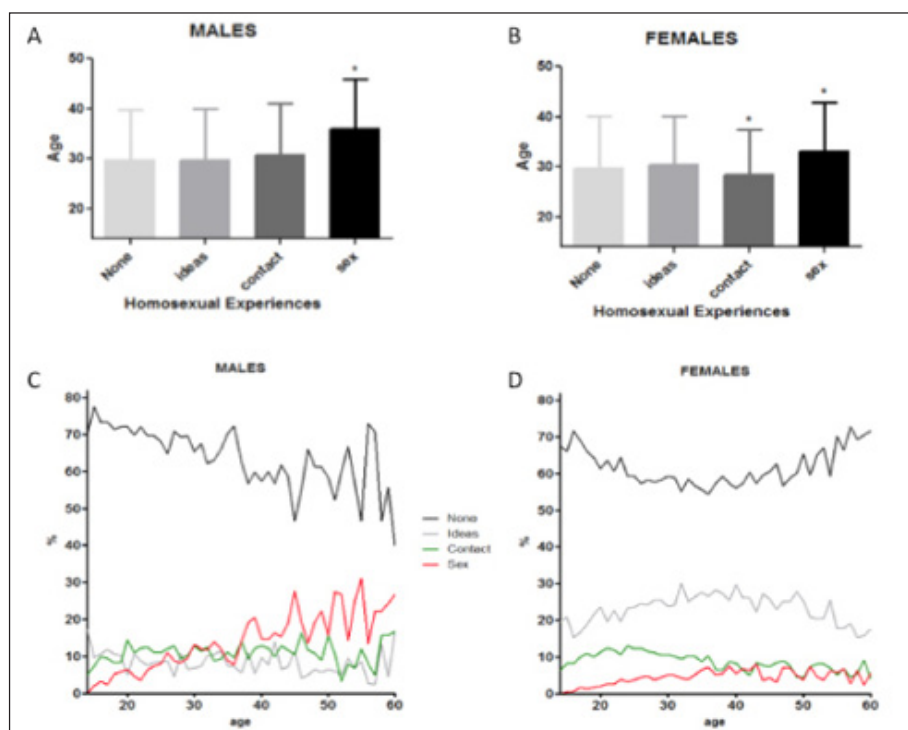 A
MALES
50
40
30
20
Age
None
ideas
contact
sex
Homosexual Experiences
B
FEMALES
50
40
30
20
Age
None
ideas
contact
sex
Homosexual Experiences
C
MALES
80
70
60
50
40
30
20
10
0
%
20
30
40
50
60
age
None
Ideas
Contact
Sex
D
FEMALES
80
70
60
50
40
30
20
10
0
%
20
30
40
50
60
age